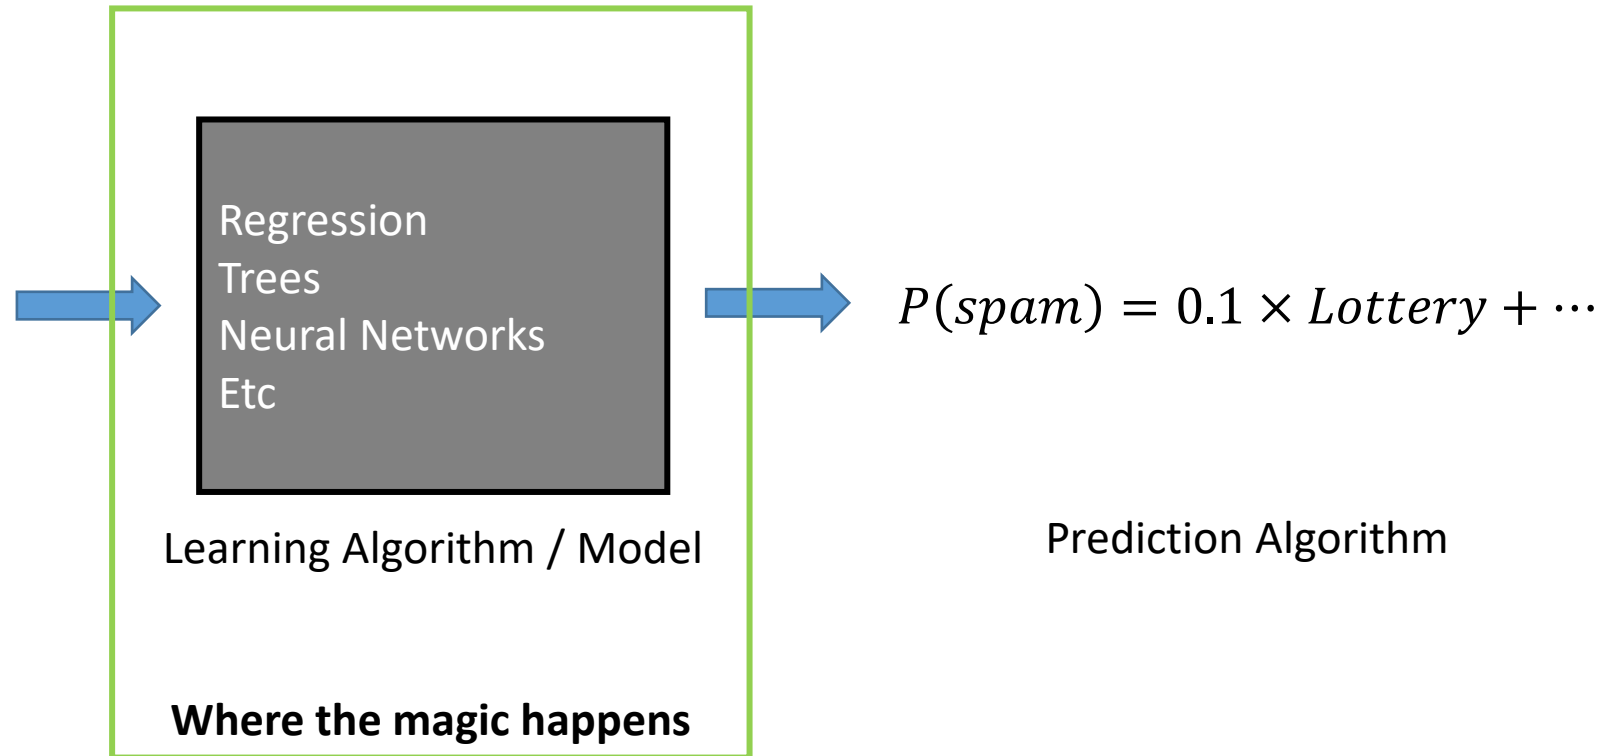 Regression
Trees
Neural Networks
Etc
P(spam) = 0.1 × Lottery + ⋯
Learning Algorithm / Model
Prediction Algorithm
Where the magic happens